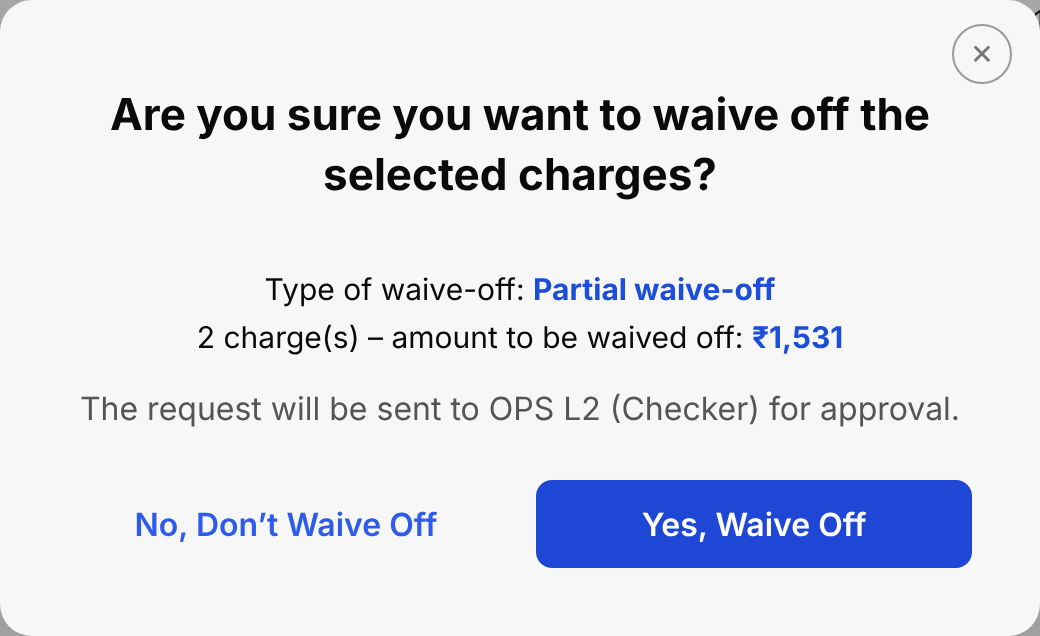 Are you sure you want to waive off the
selected charges?
Type of waive-off: Partial waive-off
2 charge(s) – amount to be waived off: ₹1,531
The request will be sent to OPS L2 (Checker) for approval.
No, Don’t Waive Off
Yes, Waive Off